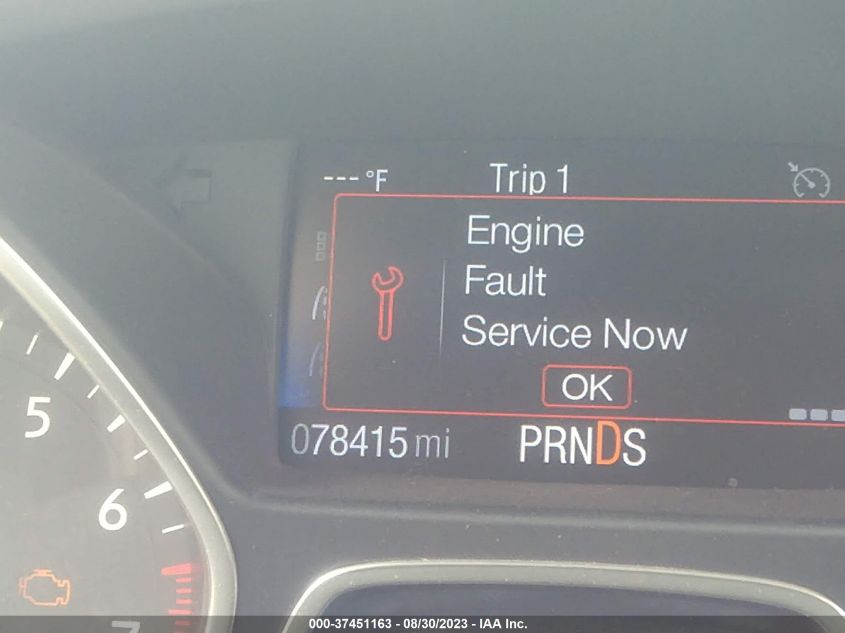 --- °F Trip 1
Engine
Fault
Service Now
OK
078415 mi PRNDS
5
6
7
000-37451163 - 08/30/2023 - IAA Inc.